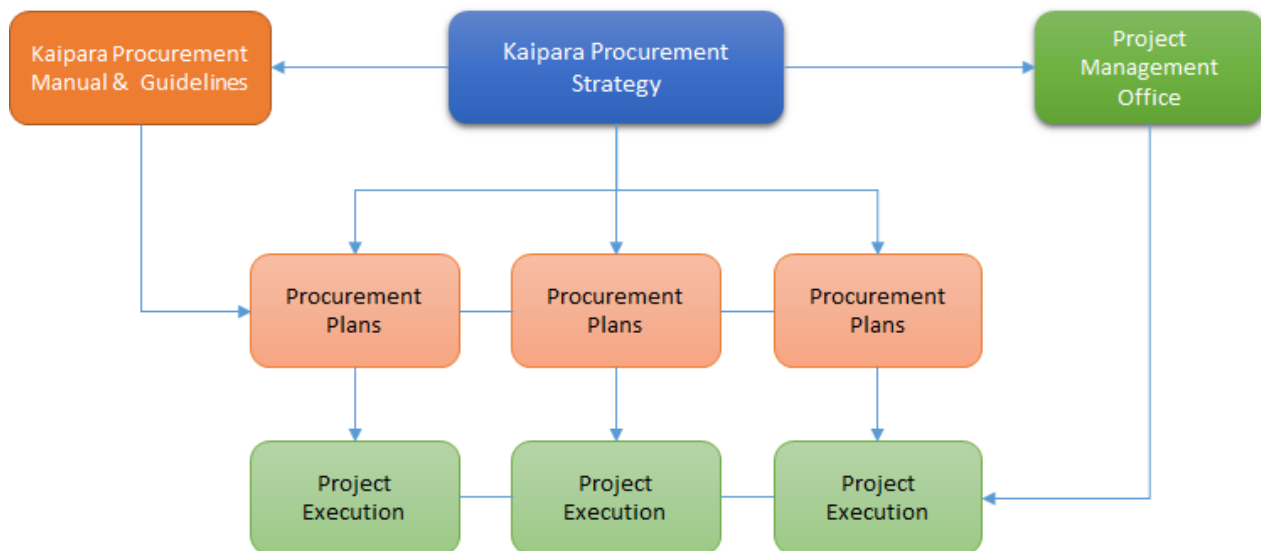 Kaipara Procurement
Manual & Guidelines
Kaipara Procurement
Strategy
Project
Management
Office
Procurement
Plans
Procurement
Plans
Procurement
Plans
Project
Execution
Project
Execution
Project
Execution